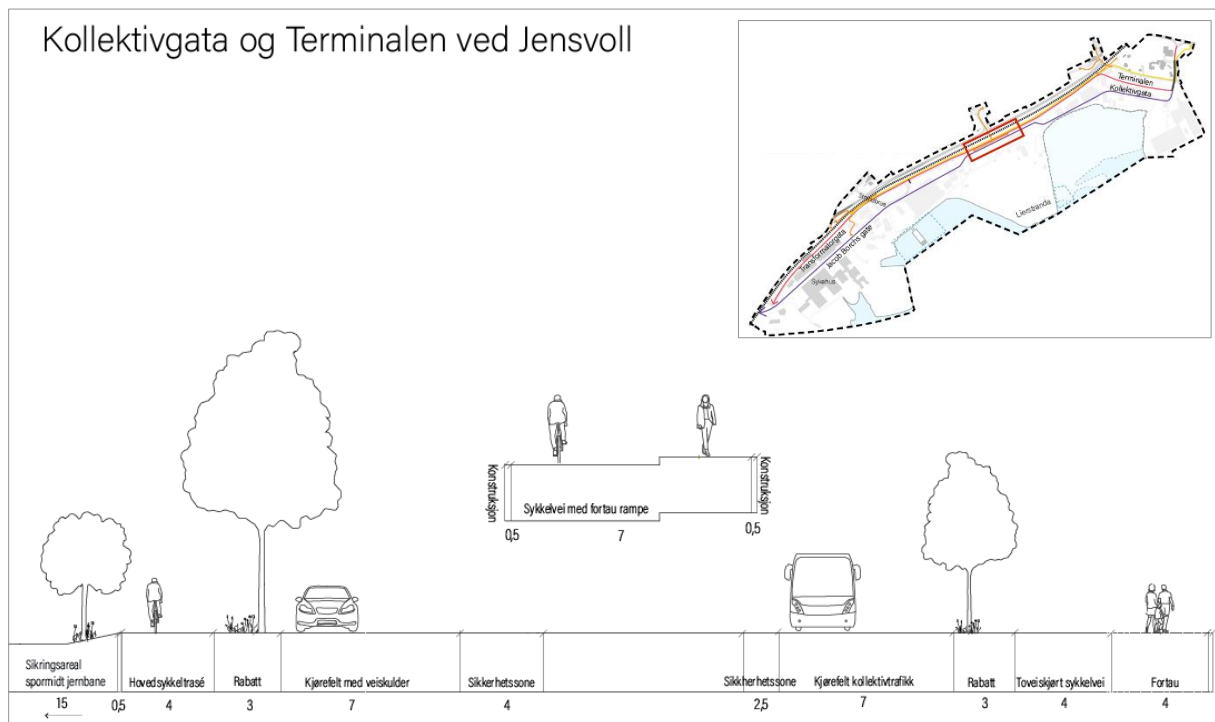 Kollektivgata og Terminalen ved Jensvoll
Terminalen
Kollektivgata
Lierstranda
Transformatorgata
Jacob Borchs gate
Sykehus
Konstruksjon
Sykkelvei med fortau rampe
Konstruksjon
0,5
7
0,5
Sikringsareal
spormidt jernbane
Hovedsykkeltrasé
Rabatt
Kjørefelt med veiskulder
Sikkerhetssone
Sikkherhetssone
Kjørefelt kollektivtrafikk
Rabatt
Toveiskjørt sykkelvei
Fortau
15
0,5
4
3
7
4
2,5
7
3
4
4